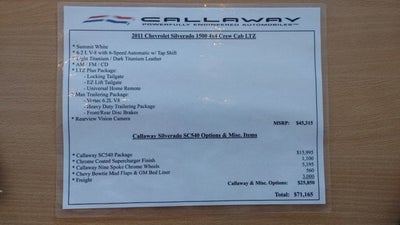 CALLAWAY
POWERFULLY ENGINEERED AUTOMOBILES™
2011 Chevrolet Silverado 1500 4x4 Crew Cab LTZ
* Summit White
* 6.2 L V-8 with 6-Speed Automatic w/ Tap Shift
* Light Titanium / Dark Titanium Leather
* AM / FM / CD
* LTZ Plus Package:
- Locking Tailgate
- EZ Lift Tailgate
- Universal Home Remote
* Max Trailering Package:
- Vortec 6.2L V8
- Heavy Duty Trailering Package
- Front/Rear Disc Brakes
* Rearview Vision Camera
MSRP: $45,315
Callaway Silverado SC540 Options & Misc. Items
* Callaway SC540 Package $15,995
* Chrome Coated Supercharger Finish 1,100
* Callaway Nine Spoke Chrome Wheels 5,195
* Chevy Bowtie Mud Flaps & GM Bed Liner 560
* Freight 3,000
Callaway & Misc. Options: $25,850
Total: $71,165